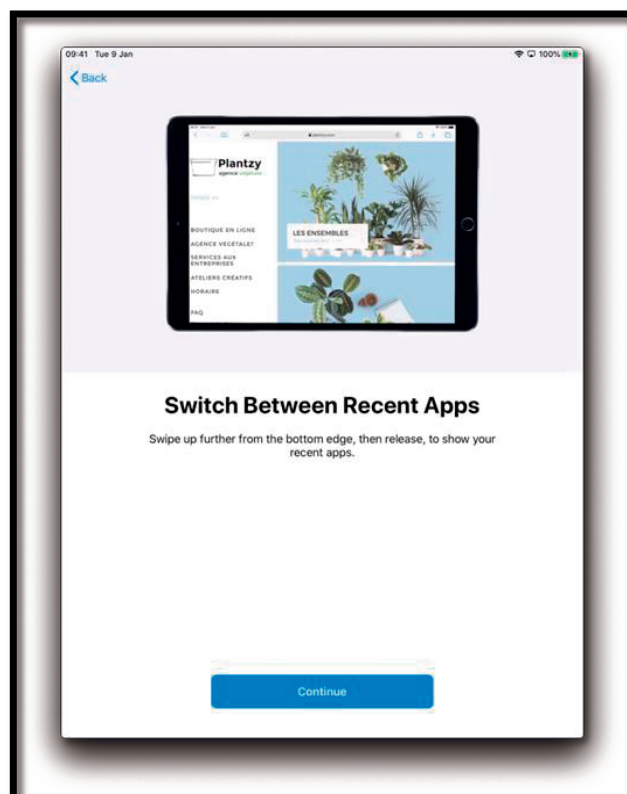 09:41 Tue 9 Jan
100%
Back
Plantzy
agence végétale
BOUTIQUE EN LIGNE
AGENCE VÉGÉTALE?
SERVICES AUX
ENTREPRISES
ATELIERS CRÉATIFS
HORAIRE
FAQ
LES ENSEMBLES
Switch Between Recent Apps
Swipe up further from the bottom edge, then release, to show your
recent apps.
Continue